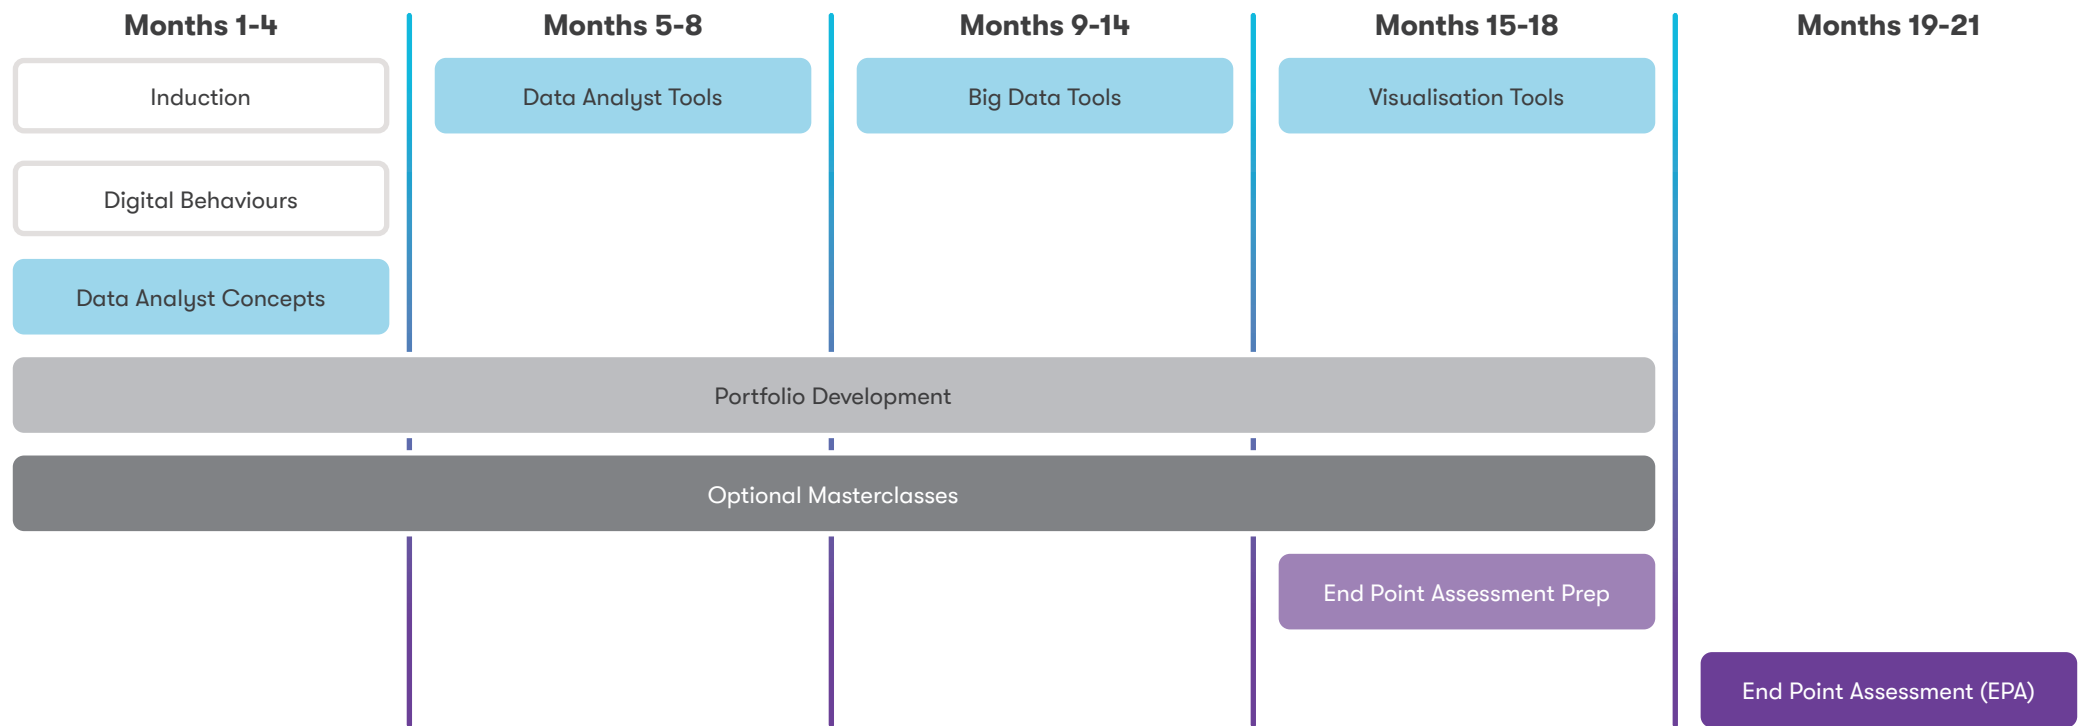 Months 1-4
Months 5-8
Months 9-14
Months 15-18
Months 19-21
Induction
Data Analyst Tools
Big Data Tools
Visualisation Tools
Digital Behaviours
Data Analyst Concepts
Portfolio Development
Optional Masterclasses
End Point Assessment Prep
End Point Assessment (EPA)